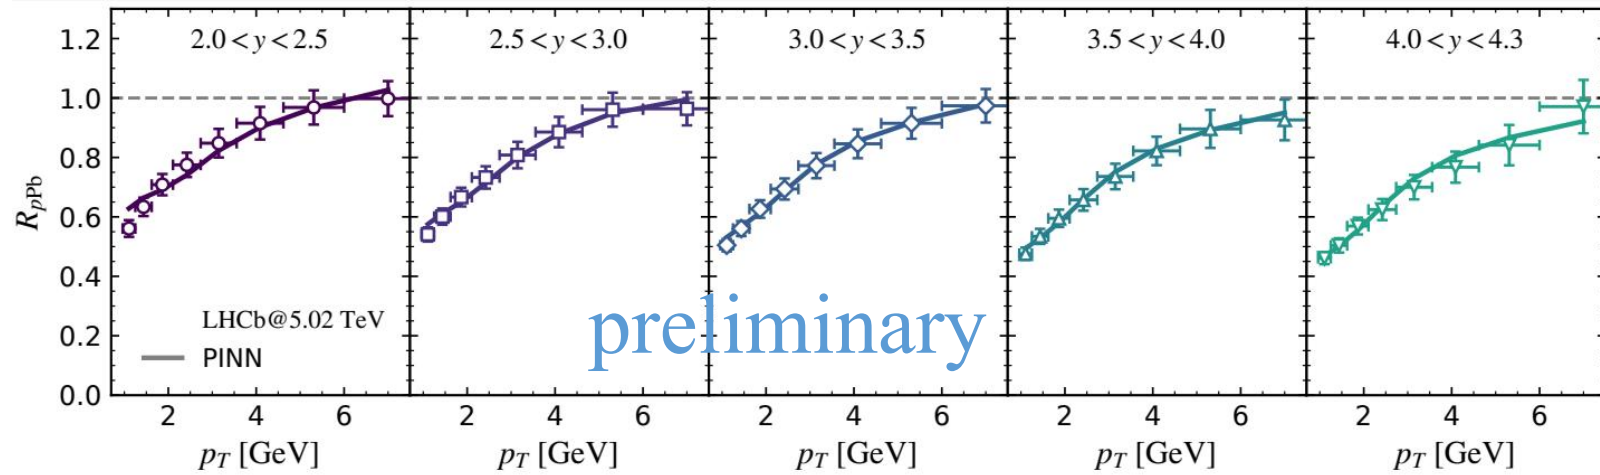 2.0 < y < 2.5
2.5 < y < 3.0
3.0 < y < 3.5
3.5 < y < 4.0
4.0 < y < 4.3
R_{pPb}
1.2
1.0
0.8
0.6
0.4
0.2
0.0
LHCb@5.02 TeV
PINN
preliminary
2 4 6
2 4 6
2 4 6
2 4 6
2 4 6
p_T [GeV]
p_T [GeV]
p_T [GeV]
p_T [GeV]
p_T [GeV]